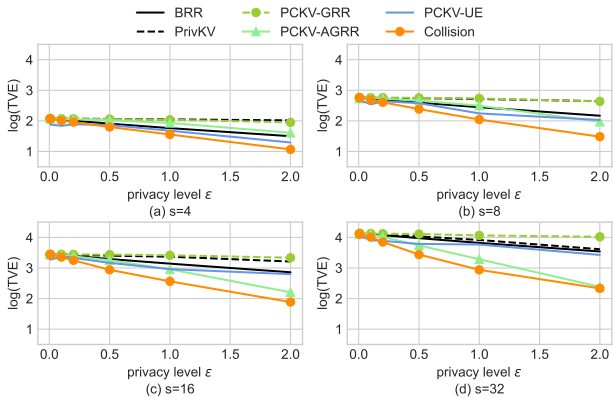 BRR PCKV-GRR PCKV-UE
PrivKV PCKV-AGRR Collision
4 4
3 3
2 2
1 1
log(TVE) log(TVE)
0.0 0.5 1.0 1.5 2.0 0.0 0.5 1.0 1.5 2.0
privacy level ε privacy level ε
(a) s=4 (b) s=8
4 4
3 3
2 2
1 1
log(TVE) log(TVE)
0.0 0.5 1.0 1.5 2.0 0.0 0.5 1.0 1.5 2.0
privacy level ε privacy level ε
(c) s=16 (d) s=32